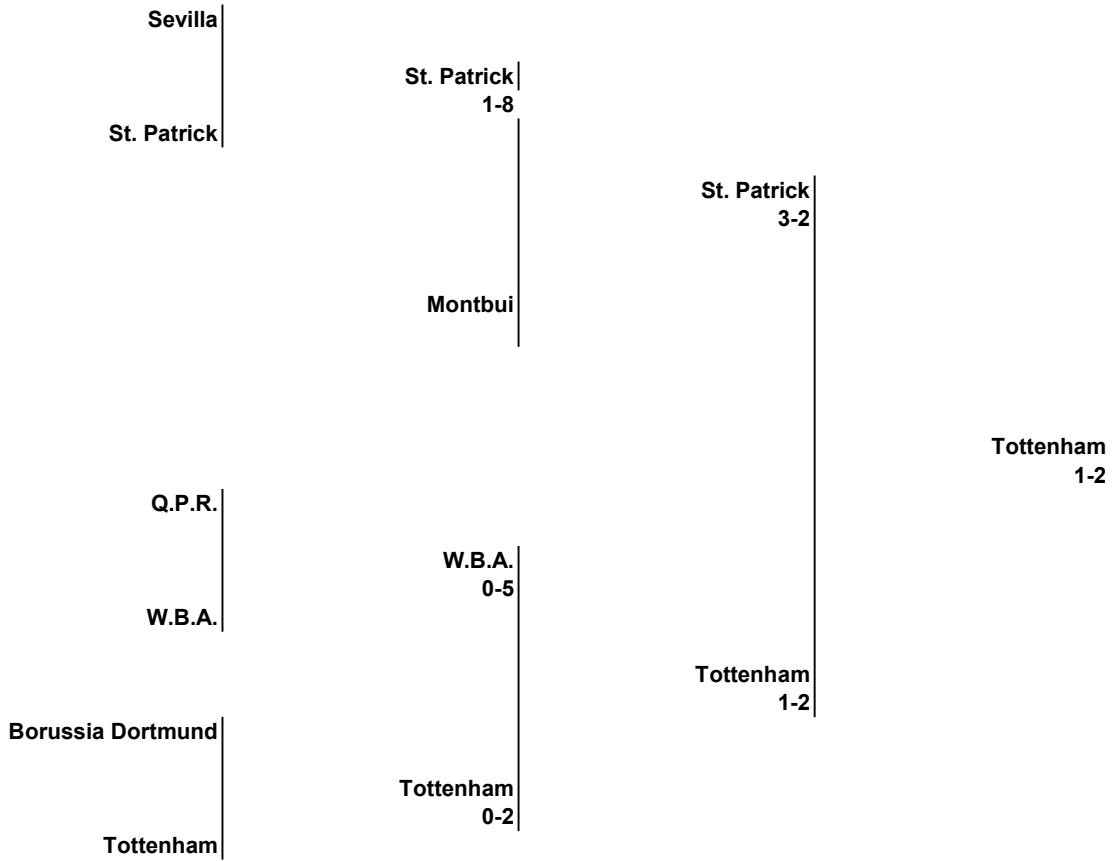 Sevilla
St. Patrick
St. Patrick
1-8
Montbui
St. Patrick
3-2
Tottenham
1-2
Q.P.R.
W.B.A.
W.B.A.
0-5
Tottenham
1-2
Borussia Dortmund
Tottenham
Tottenham
0-2